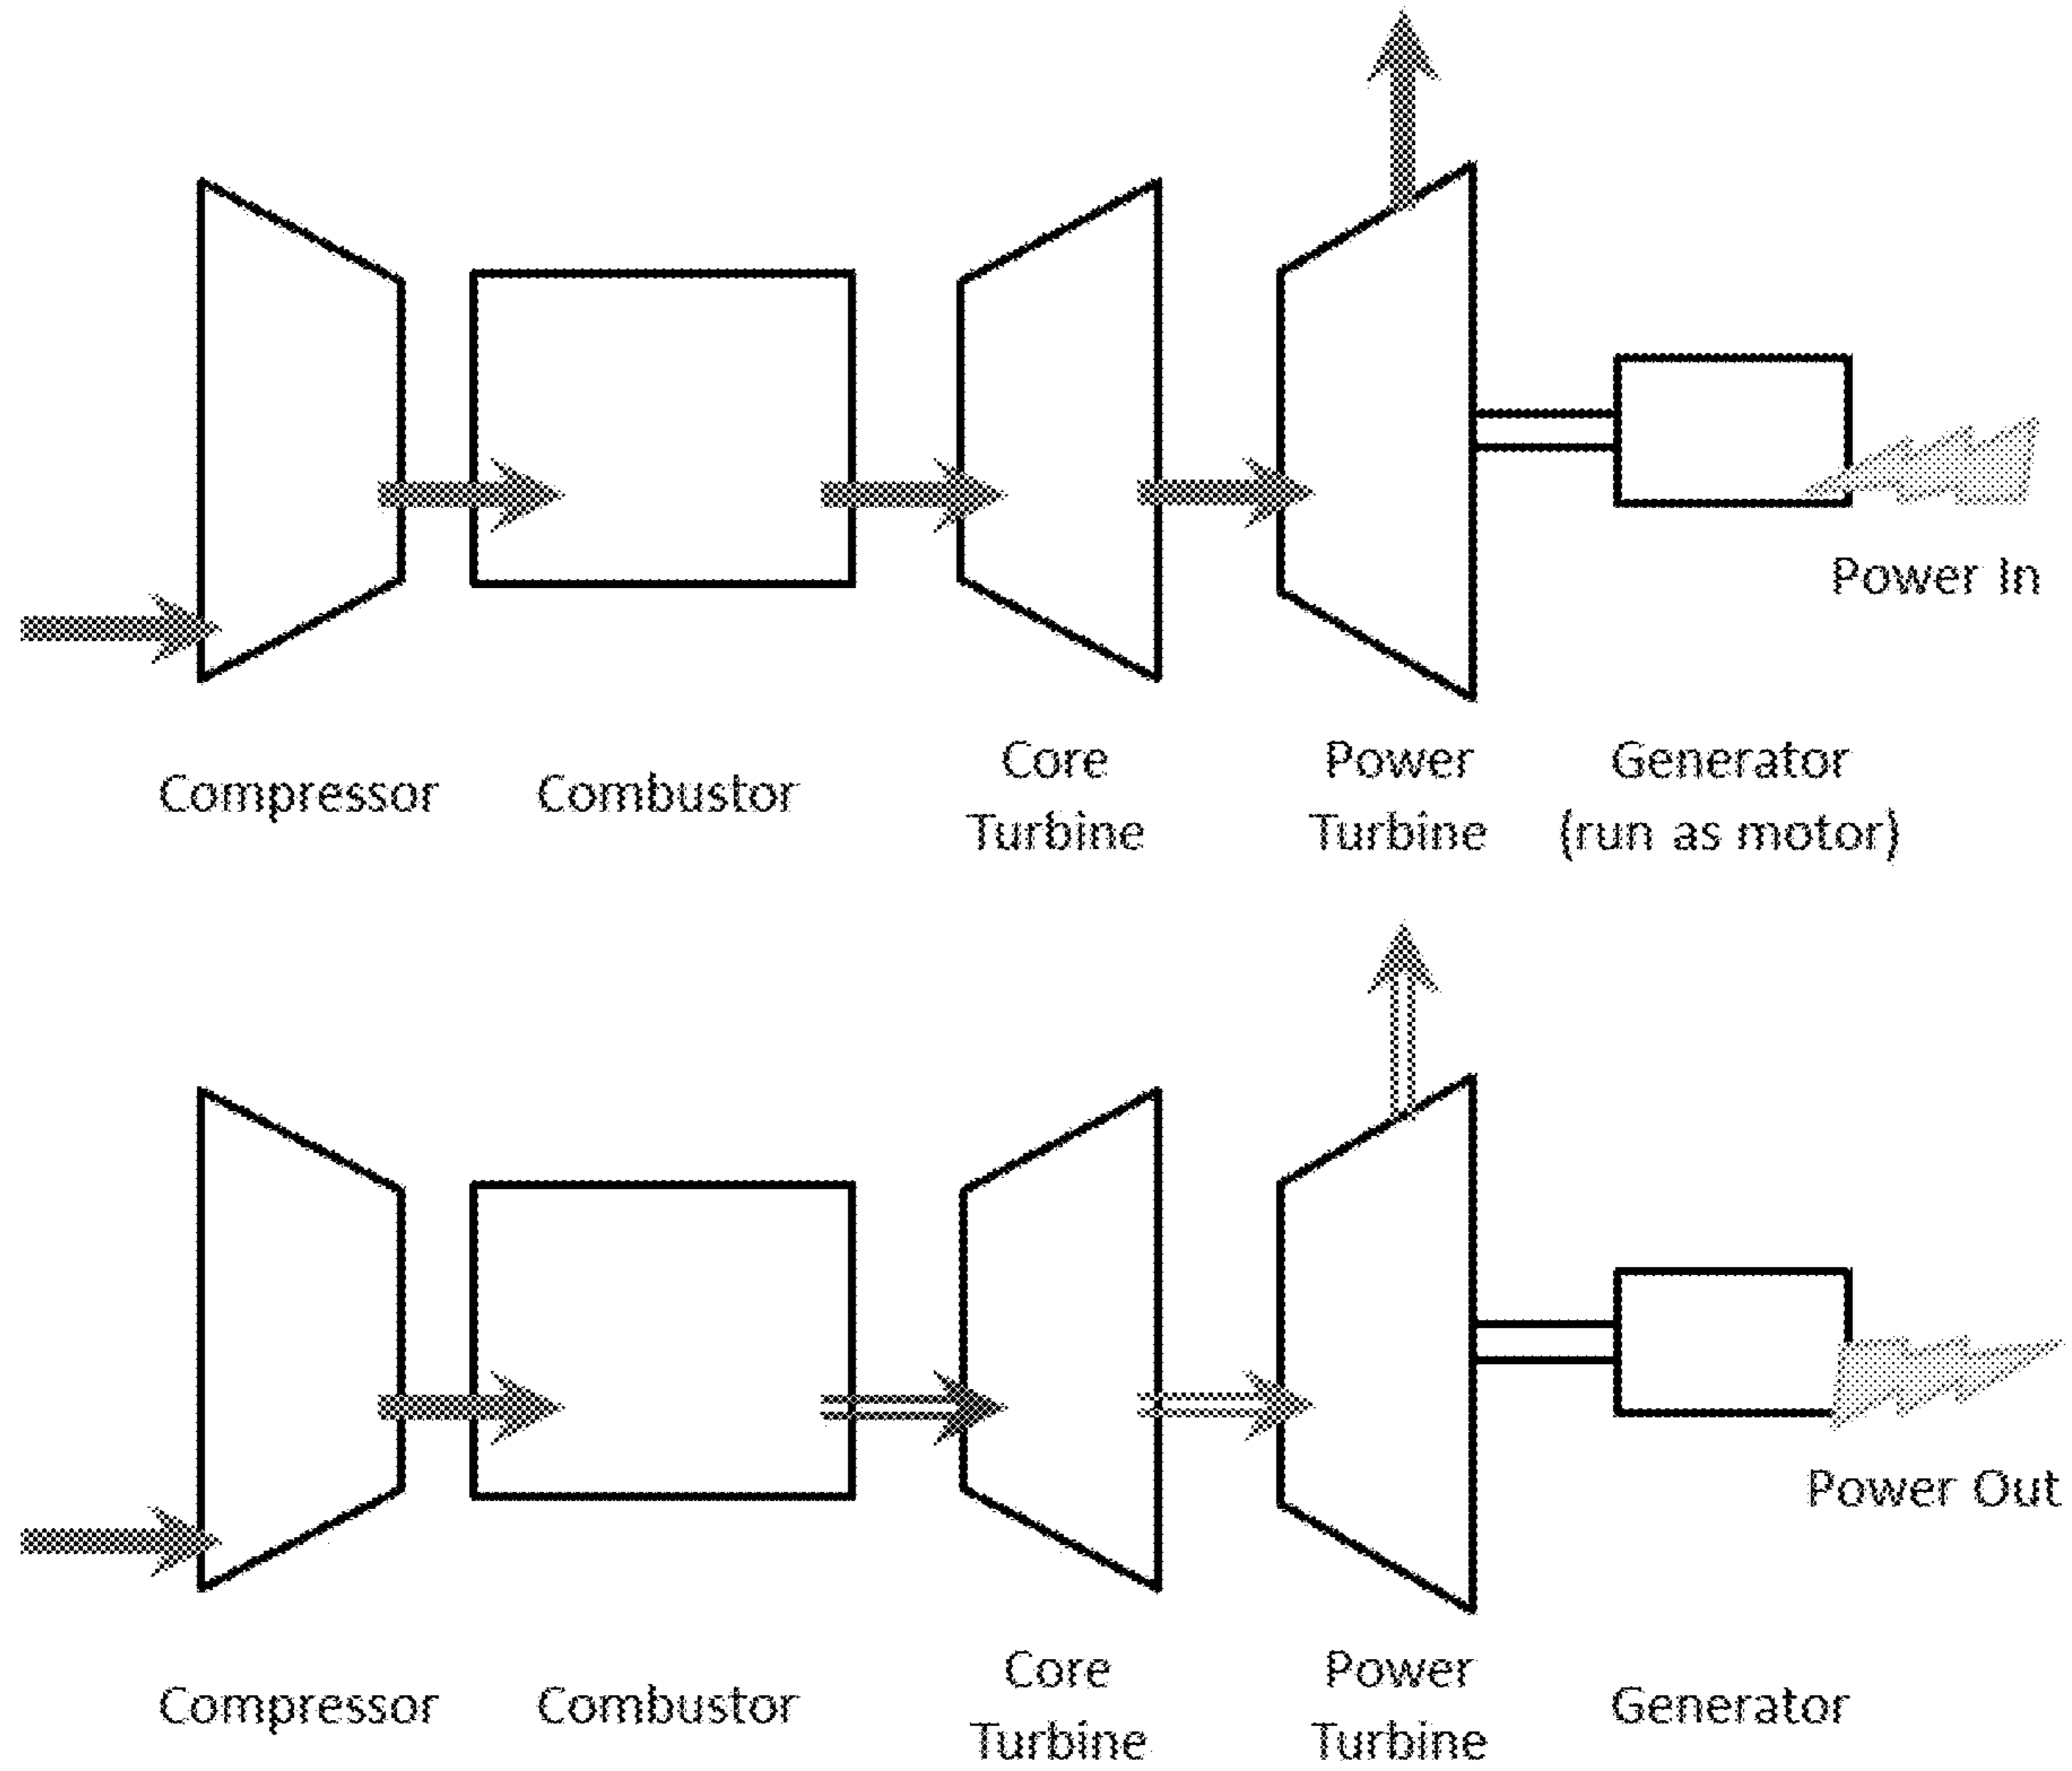 Power In
Compressor
Combustor
Core
Turbine
Power
Turbine
Generator
(run as motor)
Power Out
Compressor
Combustor
Core
Turbine
Power
Turbine
Generator